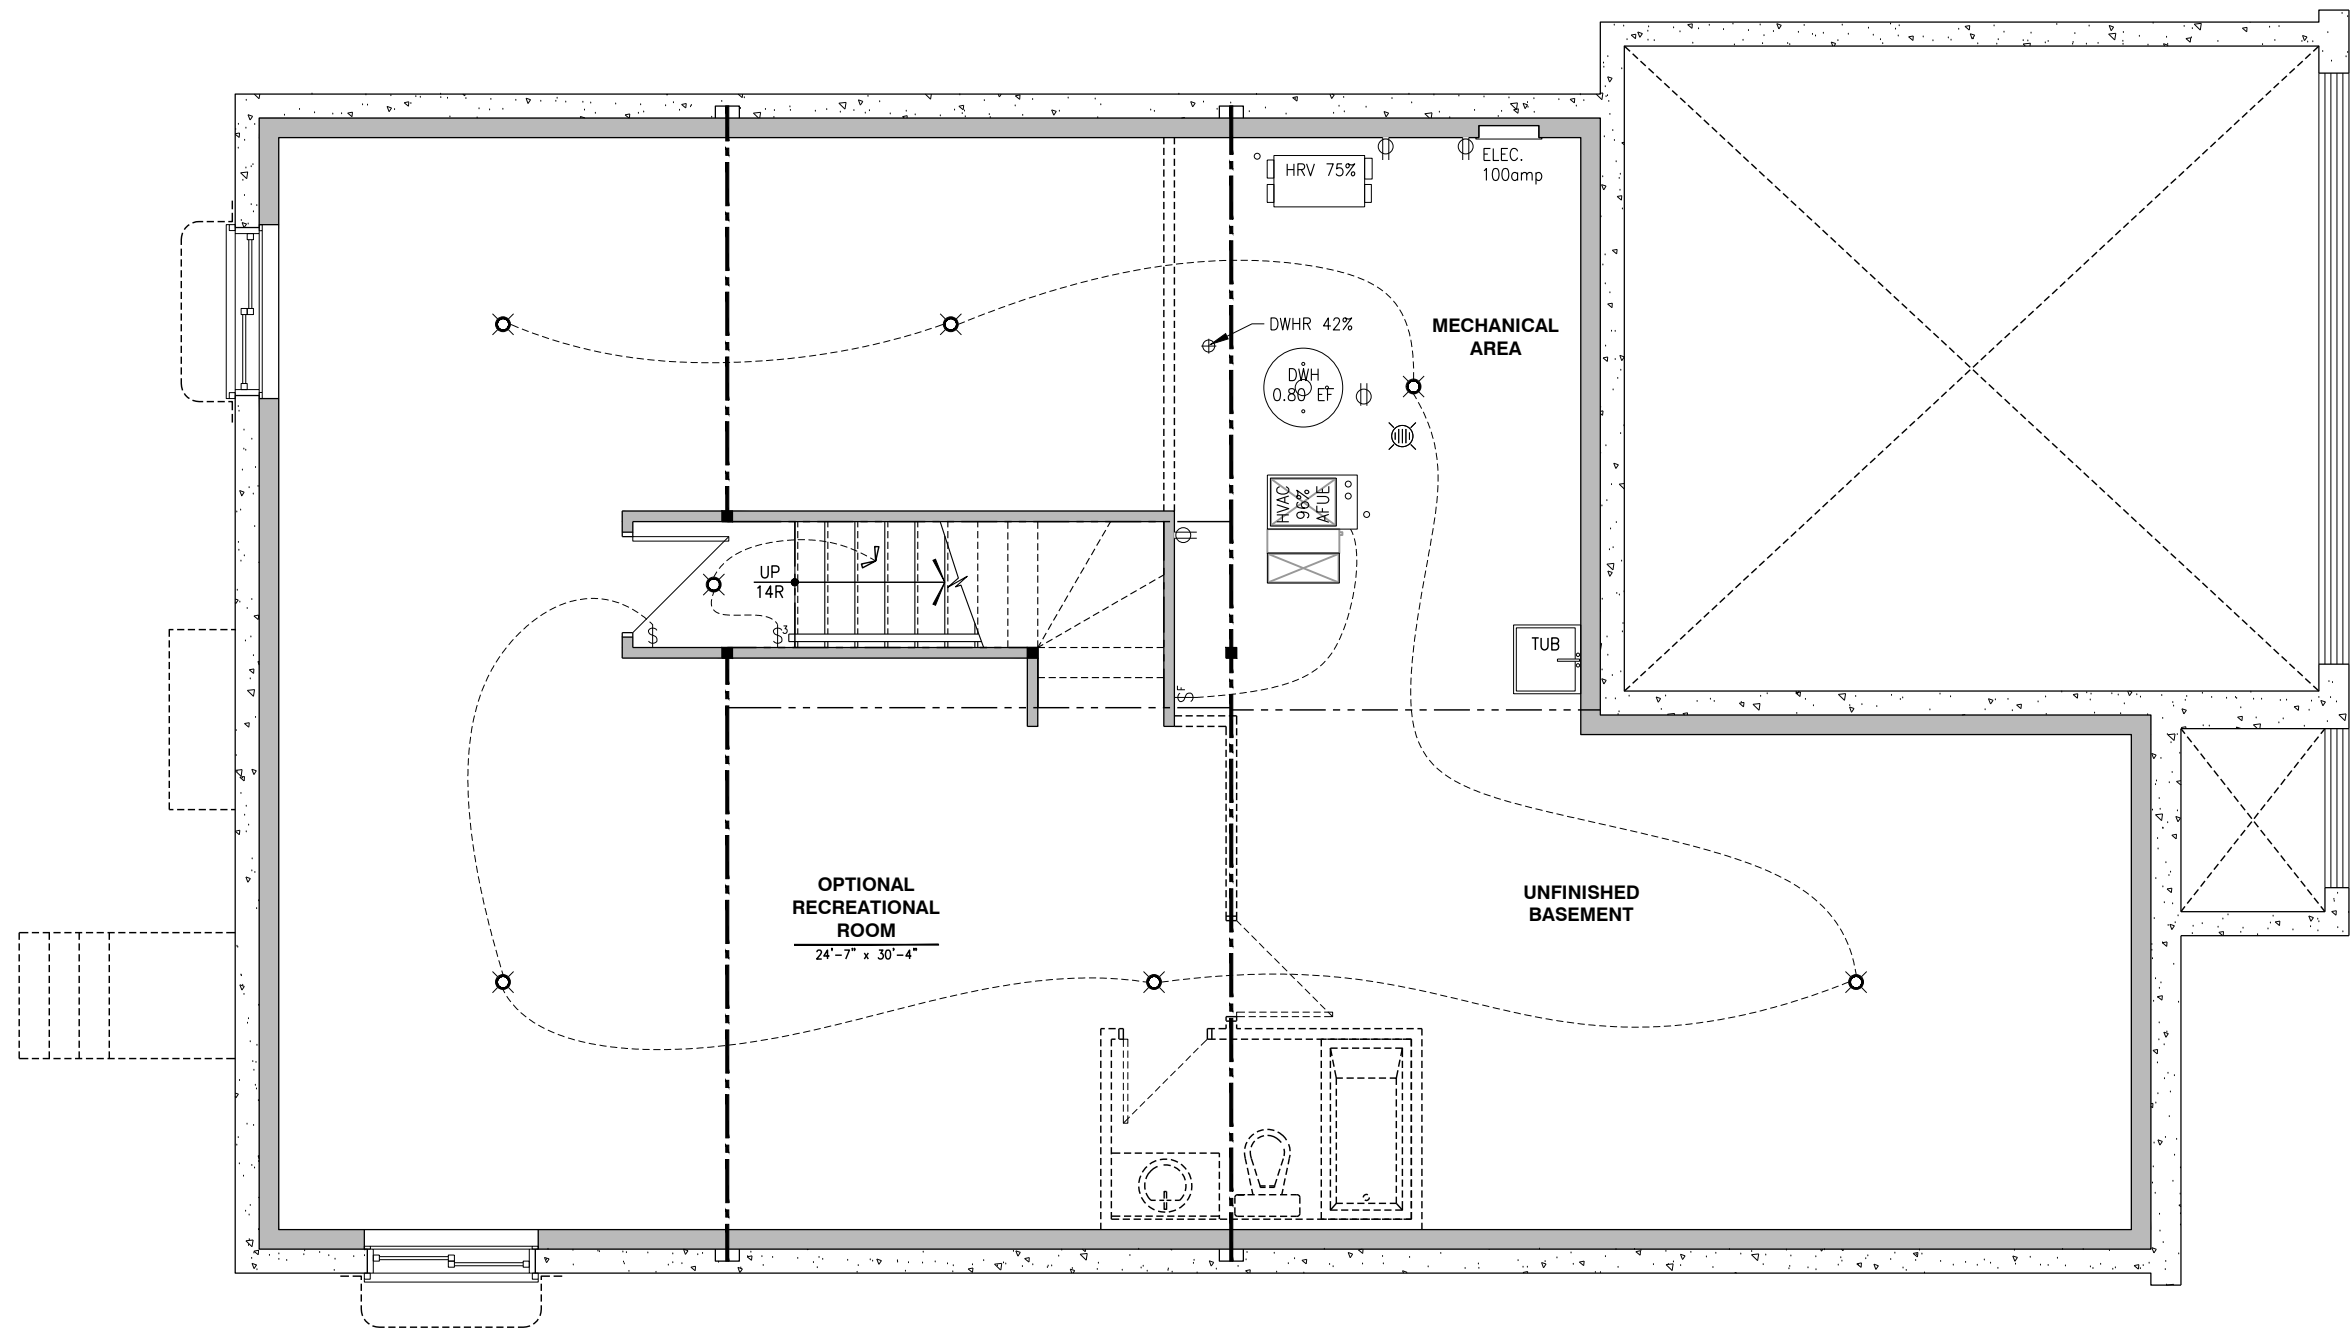 HRV 75%
ELEC.
100amp
DWHR 42%
MECHANICAL
AREA
DWH
0.80 EF
HVAC
96%
AFUE
UP
14R
$
$3
TUB
$F
OPTIONAL
RECREATIONAL
ROOM
24'-7" x 30'-4"
UNFINISHED
BASEMENT